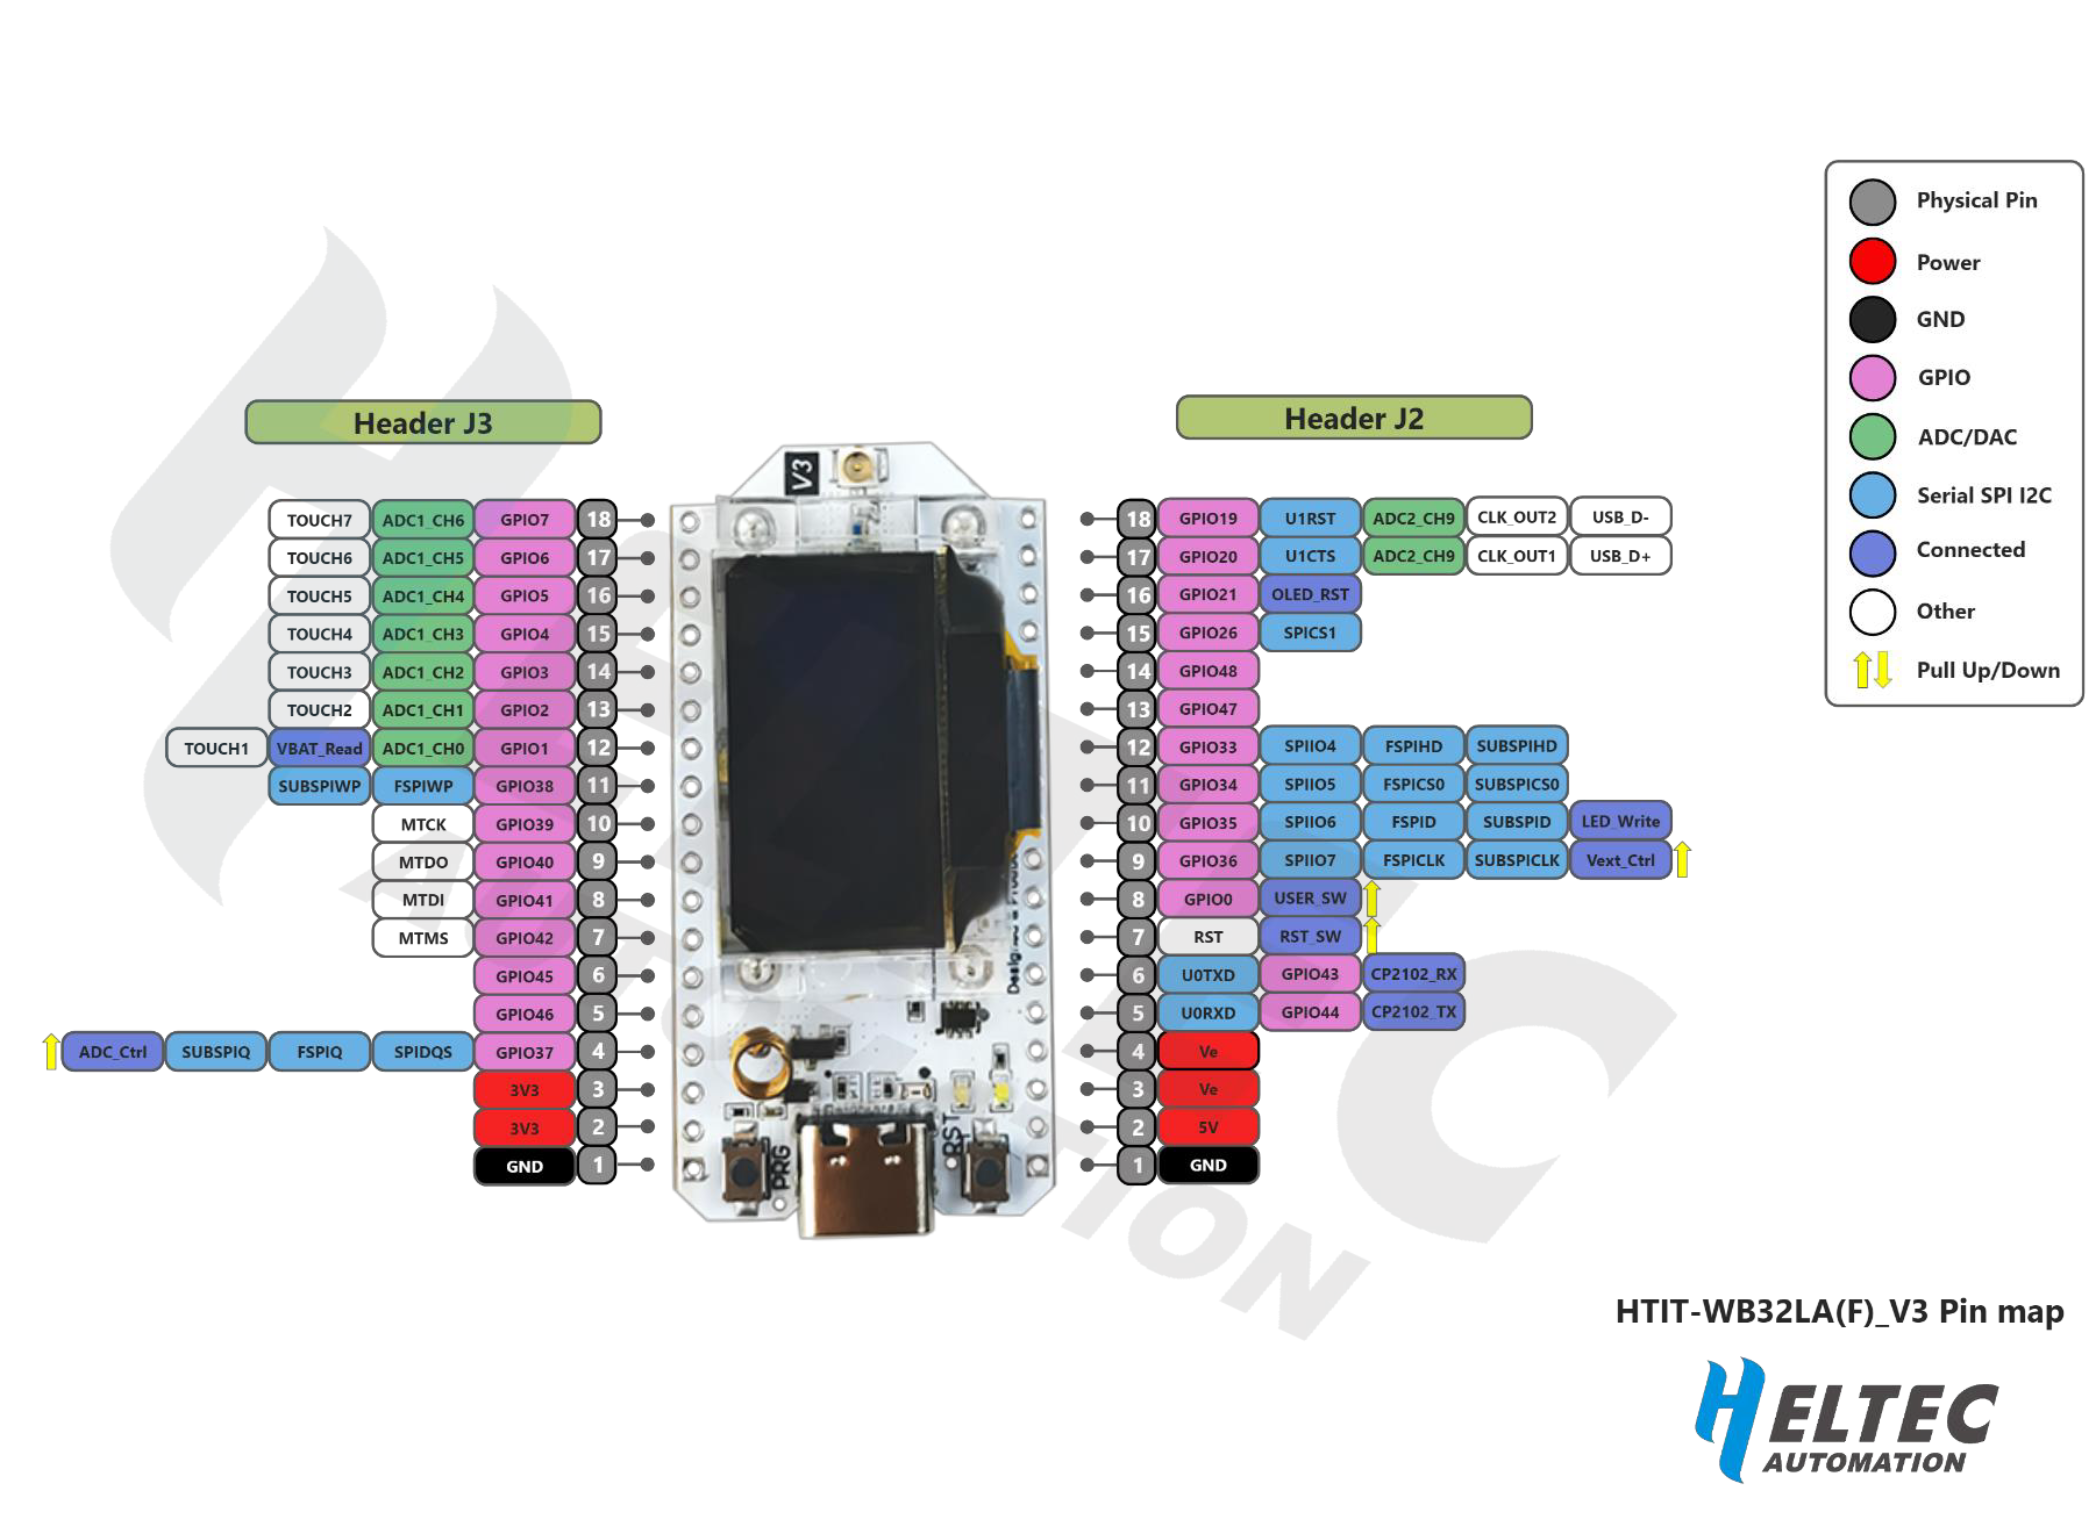 Physical Pin
Power
GND
GPIO
ADC/DAC
Serial SPI I2C
Connected
Other
Pull Up/Down
Header J3
TOUCH7 ADC1_CH6 GPIO7 18
TOUCH6 ADC1_CH5 GPIO6 17
TOUCH5 ADC1_CH4 GPIO5 16
TOUCH4 ADC1_CH3 GPIO4 15
TOUCH3 ADC1_CH2 GPIO3 14
TOUCH2 ADC1_CH1 GPIO2 13
TOUCH1 VBAT_Read ADC1_CH0 GPIO1 12
SUBSPIWP FSPIWP GPIO38 11
MTCK GPIO39 10
MTDO GPIO40 9
MTDI GPIO41 8
MTMS GPIO42 7
GPIO45 6
GPIO46 5
ADC_Ctrl SUBSPIQ FSPIQ SPIDQS GPIO37 4
3V3 3
3V3 2
GND 1
V3
PRG
RST
Header J2
18 GPIO19 U1RST ADC2_CH9 CLK_OUT2 USB_D-
17 GPIO20 U1CTS ADC2_CH9 CLK_OUT1 USB_D+
16 GPIO21 OLED_RST
15 GPIO26 SPICS1
14 GPIO48
13 GPIO47
12 GPIO33 SPIIO4 FSPIHD SUBSPIHD
11 GPIO34 SPIIO5 FSPICS0 SUBSPICS0
10 GPIO35 SPIIO6 FSPID SUBSPID LED_Write
9 GPIO36 SPIIO7 FSPICLK SUBSPICLK Vext_Ctrl
8 GPIO0 USER_SW
7 RST RST_SW
6 U0TXD GPIO43 CP2102_RX
5 U0RXD GPIO44 CP2102_TX
4 Ve
3 Ve
2 5V
1 GND
HTIT-WB32LA(F)_V3 Pin map
HELTEC
AUTOMATION